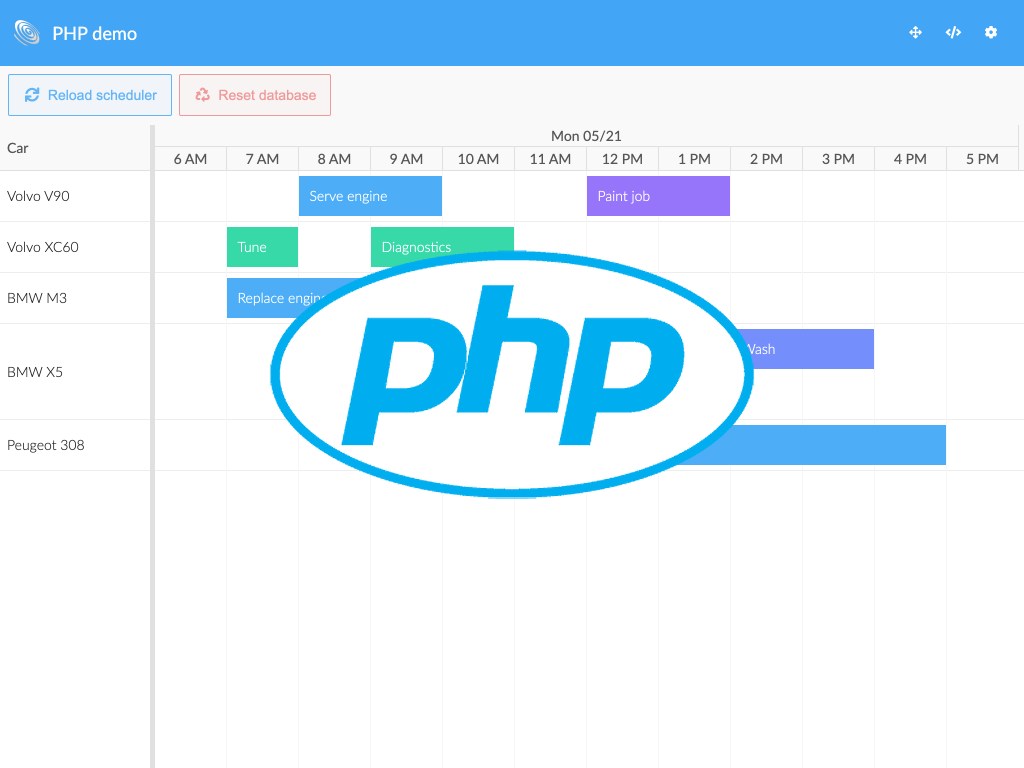 PHP demo
Reload scheduler Reset database
Car
Mon 05/21
6 AM 7 AM 8 AM 9 AM 10 AM 11 AM 12 PM 1 PM 2 PM 3 PM 4 PM 5 PM
Volvo V90 Serve engine Paint job
Volvo XC60 Tune Diagnostics
BMW M3 Replace engine
BMW X5 Wash
Peugeot 308
php